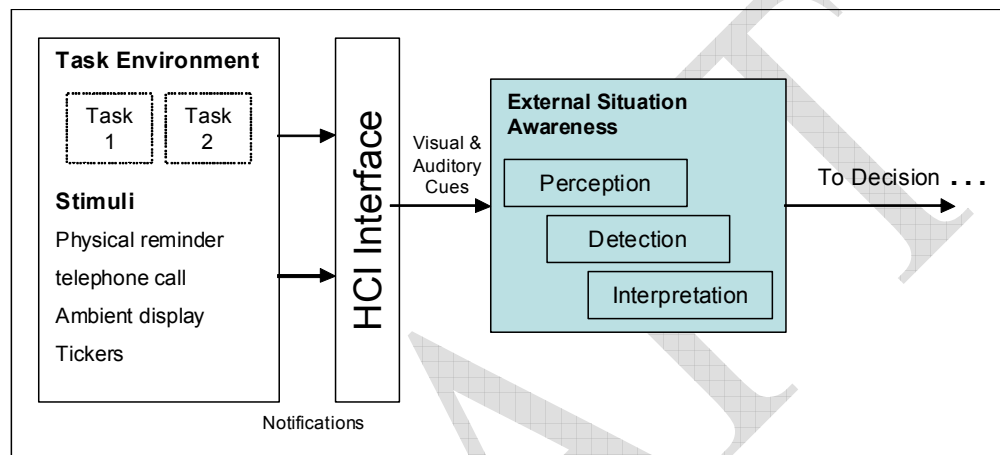 Task Environment
Task
1
Task
2
Stimuli
Physical reminder
telephone call
Ambient display
Tickers
Notifications
HCI Interface
Visual &
Auditory
Cues
External Situation
Awareness
Perception
Detection
Interpretation
To Decision . . .